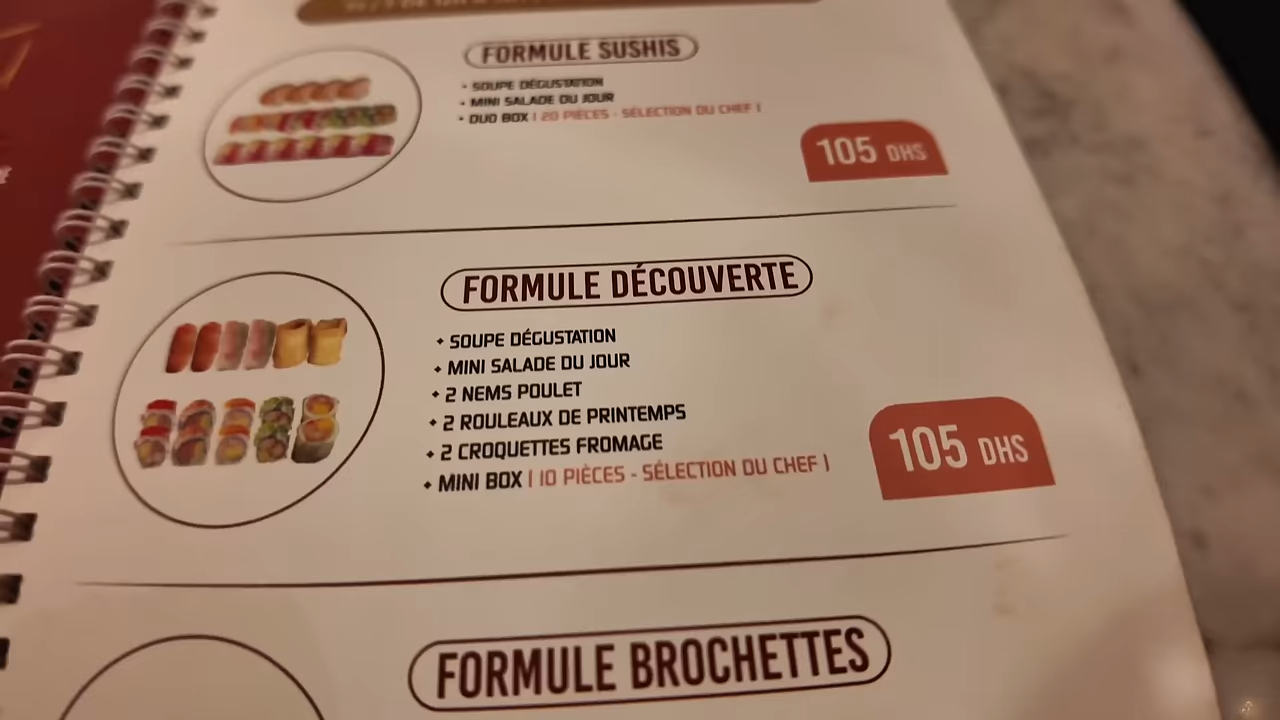 FORMULE SUSHIS
• SOUPE DÉGUSTATION
• MINI SALADE DU JOUR
• DUO BOX ( 20 PIÈCES - SÉLECTION DU CHEF )
105 DHS
FORMULE DÉCOUVERTE
• SOUPE DÉGUSTATION
• MINI SALADE DU JOUR
• 2 NEMS POULET
• 2 ROULEAUX DE PRINTEMPS
• 2 CROQUETTES FROMAGE
• MINI BOX ( 10 PIÈCES - SÉLECTION DU CHEF )
105 DHS
FORMULE BROCHETTES